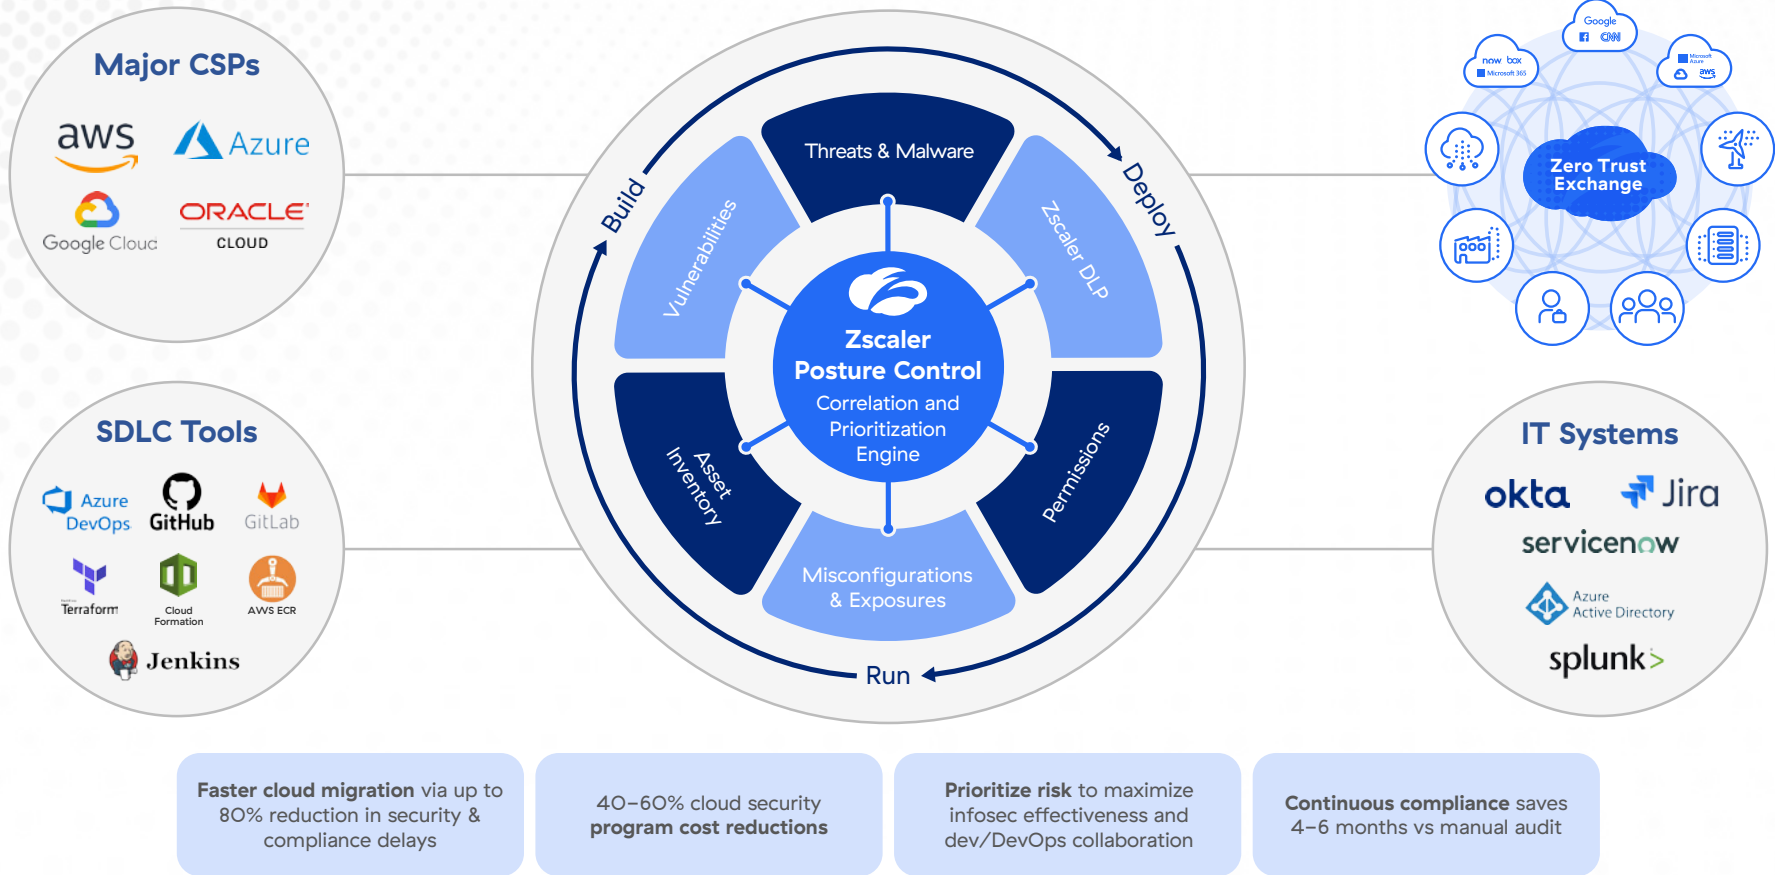 Major CSPs
aws
Azure
Google Cloud
ORACLE
CLOUD
SDLC Tools
Azure
DevOps
GitHub
GitLab
Terraform
Cloud
Formation
AWS ECR
Jenkins
Build
Deploy
Run
Threats & Malware
Vulnerabilities
Zscaler DLP
Asset
Inventory
Permissions
Misconfigurations
& Exposures
Zscaler
Posture Control
Correlation and
Prioritization
Engine
Google
CNN
now box
Microsoft 365
Microsoft
Azure
aws
Zero Trust
Exchange
IT Systems
okta
Jira
servicenow
Azure
Active Directory
splunk>
Faster cloud migration via up to
80% reduction in security &
compliance delays
40–60% cloud security
program cost reductions
Prioritize risk to maximize
infosec effectiveness and
dev/DevOps collaboration
Continuous compliance saves
4–6 months vs manual audit